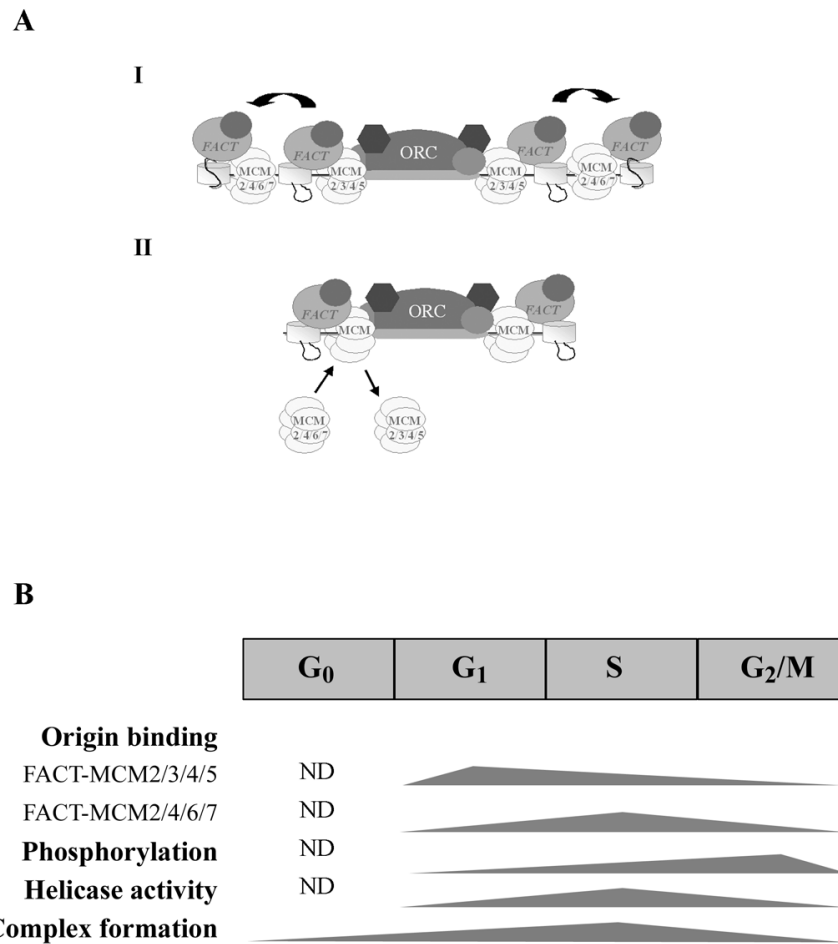 A
I
FACT FACT ORC FACT FACT
MCM MCM MCM MCM
2/4/6/7 2/3/4/5 2/3/4/5 2/4/6/7
II
FACT ORC FACT
MCM MCM
MCM MCM
2/4/6/7 2/3/4/5
B
G0 G1 S G2/M
Origin binding
FACT-MCM2/3/4/5 ND
FACT-MCM2/4/6/7 ND
Phosphorylation ND
Helicase activity ND
Complex formation